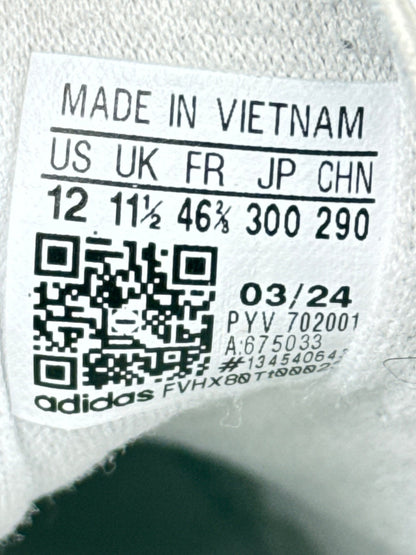 MADE IN VIETNAM
US UK FR JP CHN
12 11½ 46⅔ 300 290
03/24
PYV 702001
A:675033
adidas